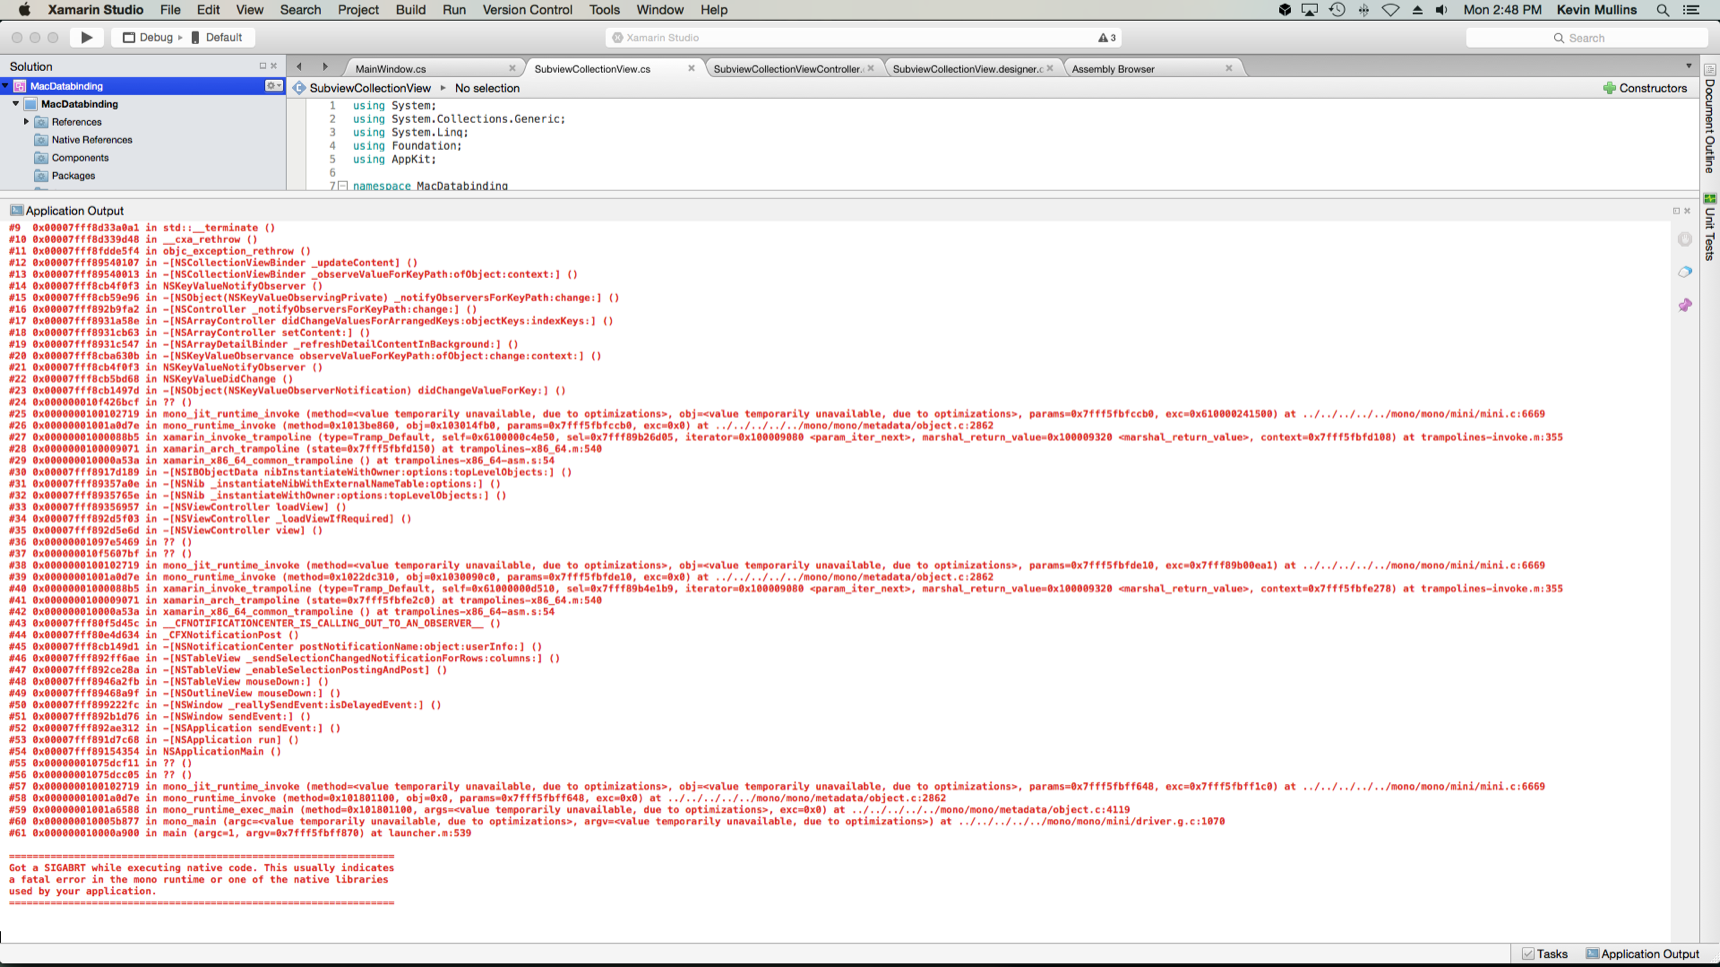 Xamarin Studio File Edit View Search Project Build Run Version Control Tools Window Help Mon 2:48 PM Kevin Mullins
Debug Default Xamarin Studio 3 Search
Solution
MainWindow.cs SubviewCollectionView.cs SubviewCollectionViewController. SubviewCollectionView.designer.c Assembly Browser
MacDatabinding
SubviewCollectionView No selection Constructors
MacDatabinding
References
Native References
Components
Packages
1 using System;
2 using System.Collections.Generic;
3 using System.Linq;
4 using Foundation;
5 using AppKit;
6
7 namespace MacDatabinding
Document Outline
Unit Tests
Application Output
#9 0x00007fff8d33a0a1 in std::__terminate ()
#10 0x00007fff8d339d48 in __cxa_rethrow ()
#11 0x00007fff8fdde5f4 in objc_exception_rethrow ()
#12 0x00007fff89540107 in -[NSCollectionViewBinder _updateContent] ()
#13 0x00007fff89540013 in -[NSCollectionViewBinder _observeValueForKeyPath:ofObject:context:] ()
#14 0x00007fff8cb4f0f3 in NSKeyValueNotifyObserver ()
#15 0x00007fff8cb59e96 in -[NSObject(NSKeyValueObservingPrivate) _notifyObserversForKeyPath:change:] ()
#16 0x00007fff892b9fa2 in -[NSController _notifyObserversForKeyPath:change:] ()
#17 0x00007fff8931a58e in -[NSArrayController didChangeValuesForArrangedKeys:objectKeys:indexKeys:] ()
#18 0x00007fff8931cb63 in -[NSArrayController setContent:] ()
#19 0x00007fff8931c547 in -[NSArrayDetailBinder _refreshDetailContentInBackground:] ()
#20 0x00007fff8cba630b in -[NSKeyValueObservance observeValueForKeyPath:ofObject:change:context:] ()
#21 0x00007fff8cb4f0f3 in NSKeyValueNotifyObserver ()
#22 0x00007fff8cb5bd68 in NSKeyValueDidChange ()
#23 0x00007fff8cb1497d in -[NSObject(NSKeyValueObserverNotification) didChangeValueForKey:] ()
#24 0x000000010f426bcf in ?? ()
#25 0x0000000100102719 in mono_jit_runtime_invoke (method=<value temporarily unavailable, due to optimizations>, obj=<value temporarily unavailable, due to optimizations>, params=0x7fff5fbfccb0, exc=0x610000241500) at ../../../../../mono/mono/mini/mini.c:6669
#26 0x00000001001a0d7e in mono_runtime_invoke (method=0x1013be860, obj=0x103014fb0, params=0x7fff5fbfccb0, exc=0x0) at ../../../../../mono/mono/metadata/object.c:2862
#27 0x00000001000088b5 in xamarin_invoke_trampoline (type=Tramp_Default, self=0x6100000c4e50, sel=0x7fff89b26d05, iterator=0x100009080 <param_iter_next>, marshal_return_value=0x100009320 <marshal_return_value>, context=0x7fff5fbfd108) at trampolines-invoke.m:355
#28 0x0000000100009071 in xamarin_arch_trampoline (state=0x7fff5fbfd150) at trampolines-x86_64.m:540
#29 0x000000010000a53a in xamarin_x86_64_common_trampoline () at trampolines-x86_64-asm.s:54
#30 0x00007fff8917d189 in -[NSIBObjectData nibInstantiateWithOwner:options:topLevelObjects:] ()
#31 0x00007fff89357a0e in -[NSNib _instantiateNibWithExternalNameTable:options:] ()
#32 0x00007fff8935765e in -[NSNib _instantiateWithOwner:options:topLevelObjects:] ()
#33 0x00007fff89356957 in -[NSViewController loadView] ()
#34 0x00007fff892d5f03 in -[NSViewController _loadViewIfRequired] ()
#35 0x00007fff892d5e6d in -[NSViewController view] ()
#36 0x00000001097e5469 in ?? ()
#37 0x000000010f5607bf in ?? ()
#38 0x0000000100102719 in mono_jit_runtime_invoke (method=<value temporarily unavailable, due to optimizations>, obj=<value temporarily unavailable, due to optimizations>, params=0x7fff5fbfde10, exc=0x7fff89b00ea1) at ../../../../../mono/mono/mini/mini.c:6669
#39 0x00000001001a0d7e in mono_runtime_invoke (method=0x1022dc310, obj=0x1030090c0, params=0x7fff5fbfde10, exc=0x0) at ../../../../../mono/mono/metadata/object.c:2862
#40 0x00000001000088b5 in xamarin_invoke_trampoline (type=Tramp_Default, self=0x61000000d510, sel=0x7fff89b4e1b9, iterator=0x100009080 <param_iter_next>, marshal_return_value=0x100009320 <marshal_return_value>, context=0x7fff5fbfe278) at trampolines-invoke.m:355
#41 0x0000000100009071 in xamarin_arch_trampoline (state=0x7fff5fbfe2c0) at trampolines-x86_64.m:540
#42 0x000000010000a53a in xamarin_x86_64_common_trampoline () at trampolines-x86_64-asm.s:54
#43 0x00007fff80f5d45c in __CFNOTIFICATIONCENTER_IS_CALLING_OUT_TO_AN_OBSERVER__ ()
#44 0x00007fff80e4d634 in _CFXNotificationPost ()
#45 0x00007fff8cb149d1 in -[NSNotificationCenter postNotificationName:object:userInfo:] ()
#46 0x00007fff892ff6ae in -[NSTableView _sendSelectionChangedNotificationForRows:columns:] ()
#47 0x00007fff892ce28a in -[NSTableView _enableSelectionPostingAndPost] ()
#48 0x00007fff8946a2fb in -[NSTableView mouseDown:] ()
#49 0x00007fff89468a9f in -[NSOutlineView mouseDown:] ()
#50 0x00007fff899222fc in -[NSWindow _reallySendEvent:isDelayedEvent:] ()
#51 0x00007fff892b1d76 in -[NSWindow sendEvent:] ()
#52 0x00007fff892ae312 in -[NSApplication sendEvent:] ()
#53 0x00007fff891d7c68 in -[NSApplication run] ()
#54 0x00007fff89154354 in NSApplicationMain ()
#55 0x00000001075dcf11 in ?? ()
#56 0x00000001075dcc05 in ?? ()
#57 0x0000000100102719 in mono_jit_runtime_invoke (method=<value temporarily unavailable, due to optimizations>, obj=<value temporarily unavailable, due to optimizations>, params=0x7fff5fbff648, exc=0x7fff5fbff1c0) at ../../../../../mono/mono/mini/mini.c:6669
#58 0x00000001001a0d7e in mono_runtime_invoke (method=0x101801100, obj=0x0, params=0x7fff5fbff648, exc=0x0) at ../../../../../mono/mono/metadata/object.c:2862
#59 0x00000001001a6588 in mono_runtime_exec_main (method=0x101801100, args=<value temporarily unavailable, due to optimizations>, exc=0x0) at ../../../../../mono/mono/metadata/object.c:4119
#60 0x000000010005b877 in mono_main (argc=<value temporarily unavailable, due to optimizations>, argv=<value temporarily unavailable, due to optimizations>) at ../../../../../mono/mono/mini/driver.g.c:1070
#61 0x000000010000a900 in main (argc=1, argv=0x7fff5fbff870) at launcher.m:539
=================================================================
Got a SIGABRT while executing native code. This usually indicates
a fatal error in the mono runtime or one of the native libraries
used by your application.
=================================================================
Tasks Application Output